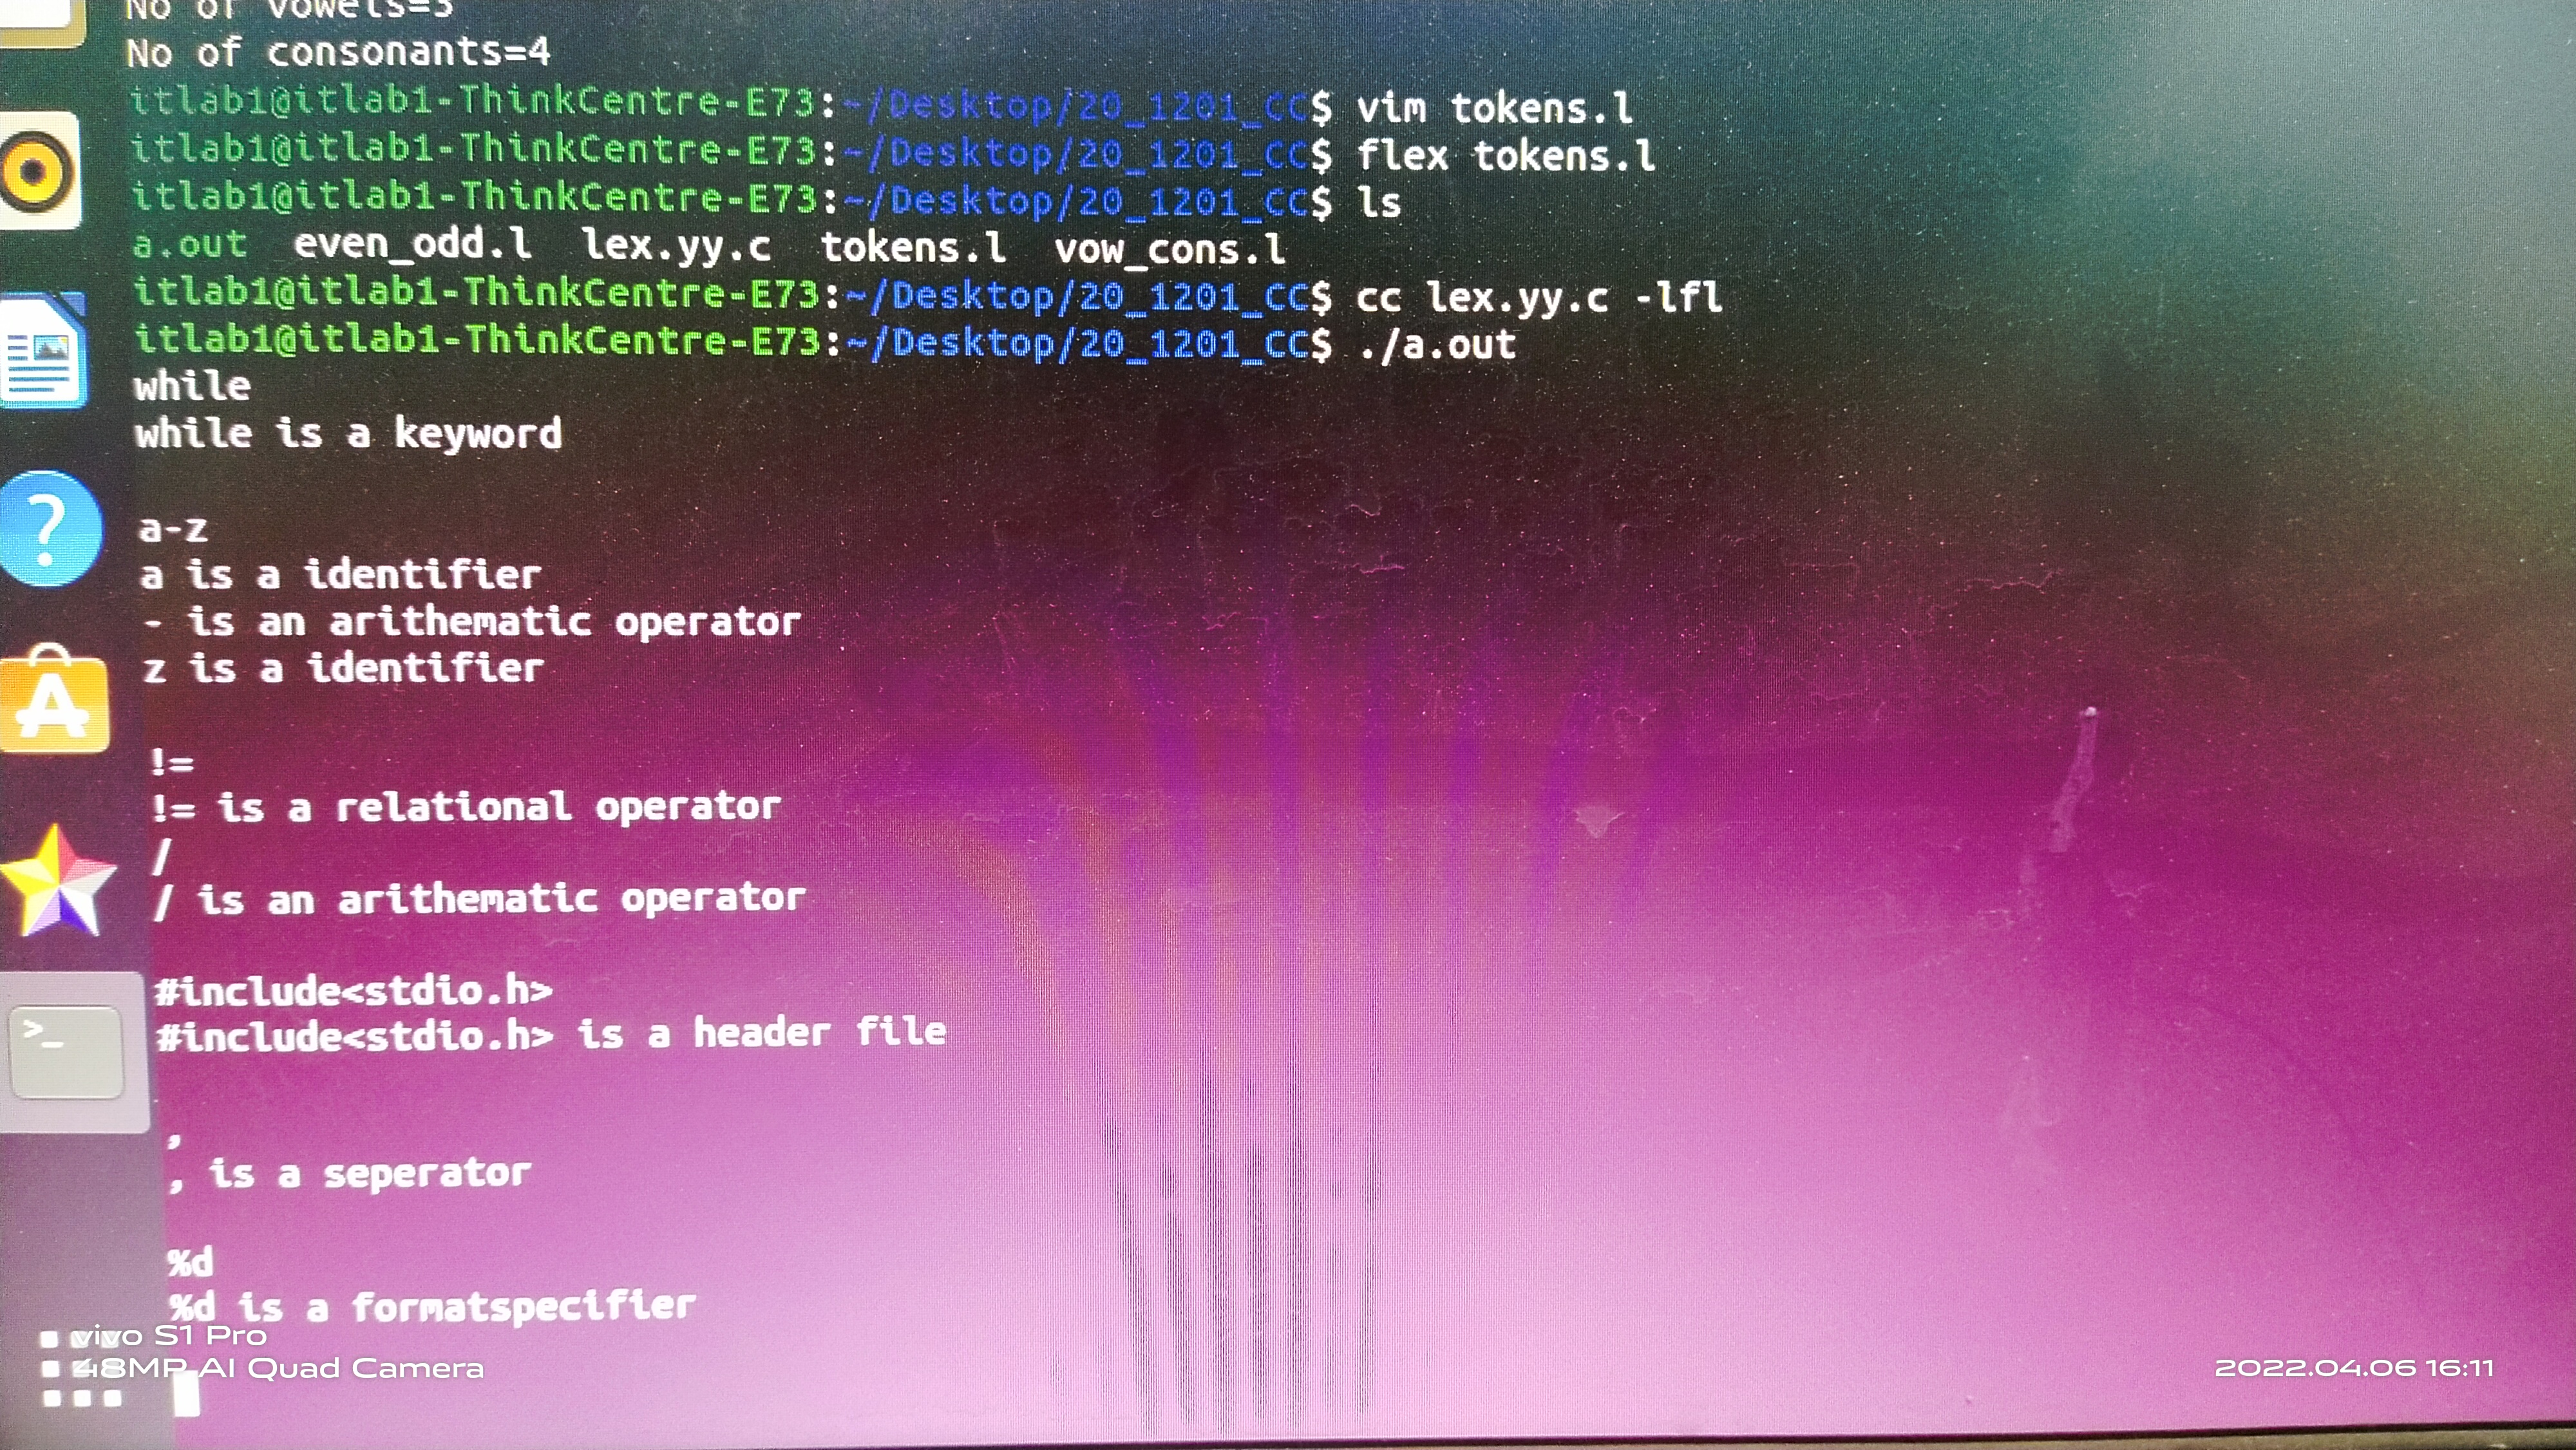 No of vowels=3
No of consonants=4
itlab1@itlab1-ThinkCentre-E73:~/Desktop/20_1201_CC$ vim tokens.l
itlab1@itlab1-ThinkCentre-E73:~/Desktop/20_1201_CC$ flex tokens.l
itlab1@itlab1-ThinkCentre-E73:~/Desktop/20_1201_CC$ ls
a.out even_odd.l lex.yy.c tokens.l vow_cons.l
itlab1@itlab1-ThinkCentre-E73:~/Desktop/20_1201_CC$ cc lex.yy.c -lfl
itlab1@itlab1-ThinkCentre-E73:~/Desktop/20_1201_CC$ ./a.out
while
while is a keyword
a-z
a is a identifier
- is an arithematic operator
z is a identifier
!=
!= is a relational operator
/
/ is an arithematic operator
#include<stdio.h>
#include<stdio.h> is a header file
,
, is a seperator
%d
%d is a formatspecifier
vivo S1 Pro
48MP AI Quad Camera
2022.04.06 16:11